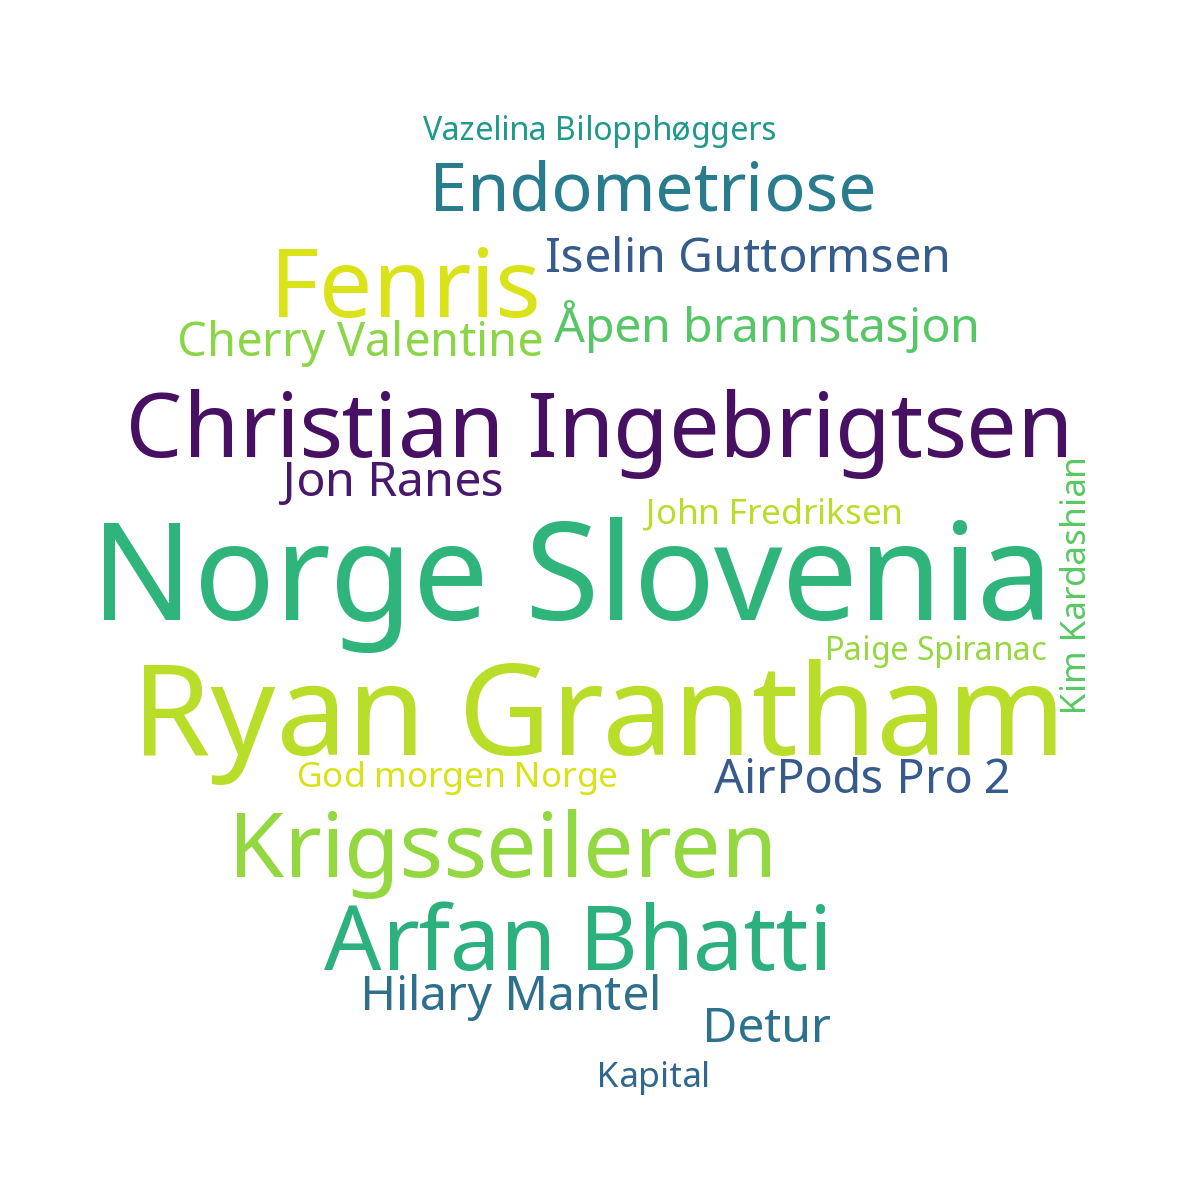 Vazelina Bilopphøggers
Endometriose
Iselin Guttormsen
Fenris
Cherry Valentine
Åpen brannstasjon
Christian Ingebrigtsen
Jon Ranes
John Fredriksen
Kim Kardashian
Norge Slovenia
Paige Spiranac
Ryan Grantham
God morgen Norge
AirPods Pro 2
Krigsseileren
Arfan Bhatti
Hilary Mantel
Detur
Kapital